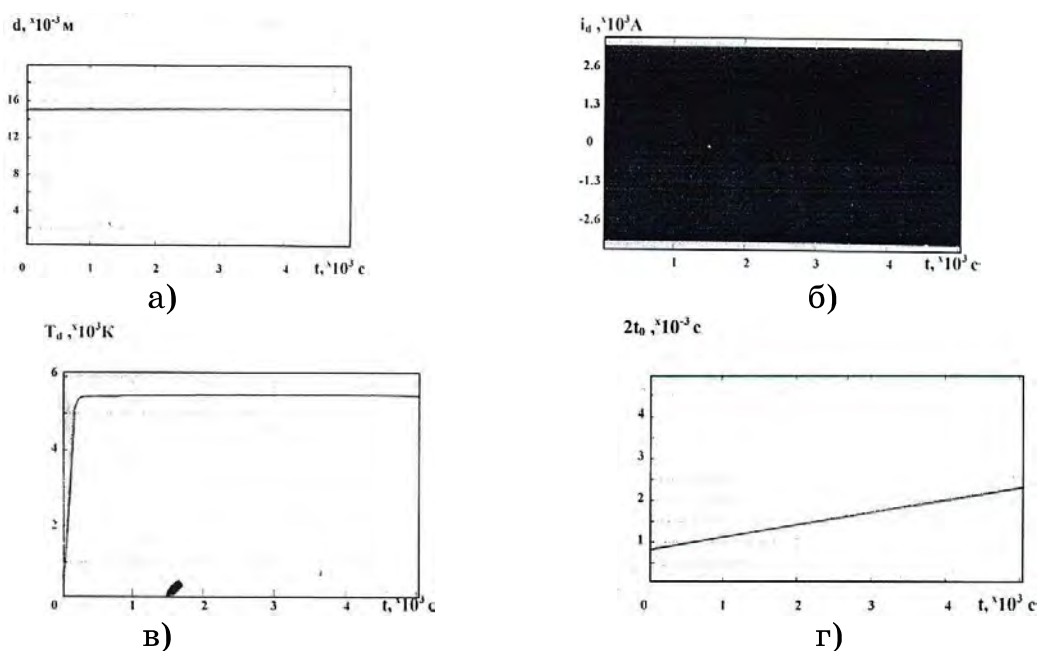 d, ˣ10⁻³ м
16
12
8
4
0 1 2 3 4 t, ˣ10³ с
а)
i_d, ˣ10³А
2.6
1.3
0
-1.3
-2.6
1 2 3 4 t, ˣ10³ с
б)
T_d ,ˣ10³К
6
4
2
0 1 2 3 4 t, ˣ10³ с
в)
2t₀ ,ˣ10⁻³ с
4
3
2
1
0 1 2 3 4 t, ˣ10³ с
г)